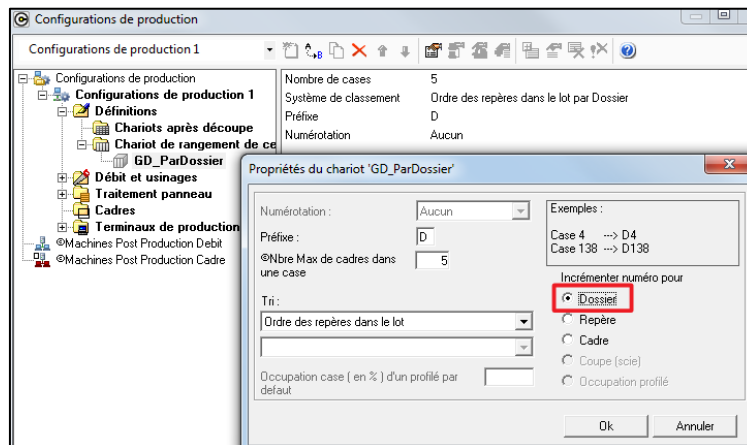 Configurations de production
Configurations de production 1
Configurations de production
Configurations de production 1
Définitions
Chariots après découpe
Chariot de rangement de ce
GD_ParDossier
Débit et usinages
Traitement panneau
Cadres
Terminaux de production
©Machines Post Production Debit
©Machines Post Production Cadre
Nombre de cases 5
Système de classement Ordre des repères dans le lot par Dossier
Préfixe D
Numérotation Aucun
Propriétés du chariot 'GD_ParDossier'
Numérotation : Aucun
Préfixe : D
©Nbre Max de cadres dans une case 5
Tri :
Ordre des repères dans le lot
Occupation case ( en % ) d'un profilé par defaut
Exemples :
Case 4 ---> D4
Case 138 ---> D138
Incrémenter numéro pour
Dossier
Repère
Cadre
Coupe (scie)
Occupation profilé
Ok Annuler